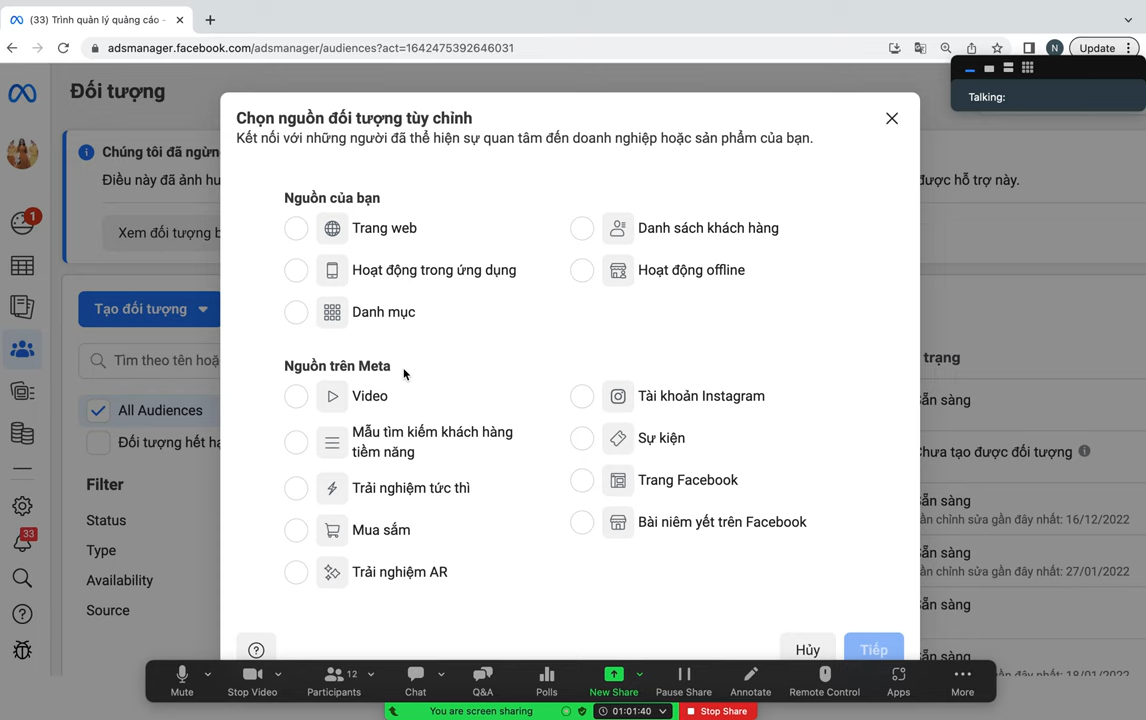 (33) Trình quản lý quảng cáo -
adsmanager.facebook.com/adsmanager/audiences?act=1642475392646031
N
Update
Talking:
Đối tượng
Chúng tôi đã ngừn
Điều này đã ảnh hư
được hỗ trợ này.
Xem đối tượng b
1
33
Tạo đối tượng
Tìm theo tên hoặ
All Audiences
Đối tượng hết hạ
Filter
Status
Type
Availability
Source
Chọn nguồn đối tượng tùy chỉnh
Kết nối với những người đã thể hiện sự quan tâm đến doanh nghiệp hoặc sản phẩm của bạn.
Nguồn của bạn
Trang web
Danh sách khách hàng
Hoạt động trong ứng dụng
Hoạt động offline
Danh mục
Nguồn trên Meta
Video
Tài khoản Instagram
Mẫu tìm kiếm khách hàng
tiềm năng
Sự kiện
Trải nghiệm tức thì
Trang Facebook
Mua sắm
Bài niêm yết trên Facebook
Trải nghiệm AR
Hủy
Tiếp
trạng
ẵn sàng
hưa tạo được đối tượng
ẵn sàng
ần chỉnh sửa gần đây nhất: 16/12/2022
ẵn sàng
ần chỉnh sửa gần đây nhất: 27/01/2022
ẵn sàng
ẵn sàng
Mute
Stop Video
12
Participants
Chat
Q&A
Polls
New Share
Pause Share
Annotate
Remote Control
Apps
More
You are screen sharing
01:01:40
Stop Share